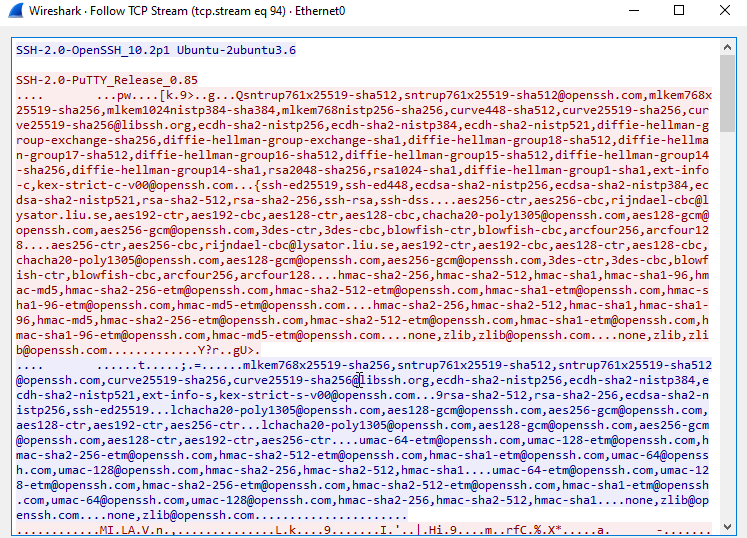 Wireshark · Follow TCP Stream (tcp.stream eq 94) · Ethernet0
SSH-2.0-OpenSSH_10.2p1 Ubuntu-2ubuntu3.6
SSH-2.0-PuTTY_Release_0.85
.... ...pw....[k.9>..g...Qsntrup761x25519-sha512,sntrup761x25519-sha512@openssh.com,mlkem768x
25519-sha256,mlkem1024nistp384-sha384,mlkem768nistp256-sha256,curve448-sha512,curve25519-sha256,cur
ve25519-sha256@libssh.org,ecdh-sha2-nistp256,ecdh-sha2-nistp384,ecdh-sha2-nistp521,diffie-hellman-g
roup-exchange-sha256,diffie-hellman-group-exchange-sha1,diffie-hellman-group18-sha512,diffie-hellma
n-group17-sha512,diffie-hellman-group16-sha512,diffie-hellman-group15-sha512,diffie-hellman-group14
-sha256,diffie-hellman-group14-sha1,rsa2048-sha256,rsa1024-sha1,diffie-hellman-group1-sha1,ext-info
-c,kex-strict-c-v00@openssh.com...{ssh-ed25519,ssh-ed448,ecdsa-sha2-nistp256,ecdsa-sha2-nistp384,ec
dsa-sha2-nistp521,rsa-sha2-512,rsa-sha2-256,ssh-rsa,ssh-dss....aes256-ctr,aes256-cbc,rijndael-cbc@l
ysator.liu.se,aes192-ctr,aes192-cbc,aes128-ctr,aes128-cbc,chacha20-poly1305@openssh.com,aes128-gcm@
openssh.com,aes256-gcm@openssh.com,3des-ctr,3des-cbc,blowfish-ctr,blowfish-cbc,arcfour256,arcfour12
8....aes256-ctr,aes256-cbc,rijndael-cbc@lysator.liu.se,aes192-ctr,aes192-cbc,aes128-ctr,aes128-cbc,
chacha20-poly1305@openssh.com,aes128-gcm@openssh.com,aes256-gcm@openssh.com,3des-ctr,3des-cbc,blowf
ish-ctr,blowfish-cbc,arcfour256,arcfour128....hmac-sha2-256,hmac-sha2-512,hmac-sha1,hmac-sha1-96,hm
ac-md5,hmac-sha2-256-etm@openssh.com,hmac-sha2-512-etm@openssh.com,hmac-sha1-etm@openssh.com,hmac-s
ha1-96-etm@openssh.com,hmac-md5-etm@openssh.com....hmac-sha2-256,hmac-sha2-512,hmac-sha1,hmac-sha1-
96,hmac-md5,hmac-sha2-256-etm@openssh.com,hmac-sha2-512-etm@openssh.com,hmac-sha1-etm@openssh.com,h
mac-sha1-96-etm@openssh.com,hmac-md5-etm@openssh.com....none,zlib,zlib@openssh.com....none,zlib,zli
b@openssh.com.............Y?r..gU>.
.... ......t.....;.=......mlkem768x25519-sha256,sntrup761x25519-sha512,sntrup761x25519-sha512
@openssh.com,curve25519-sha256,curve25519-sha256@libssh.org,ecdh-sha2-nistp256,ecdh-sha2-nistp384,e
cdh-sha2-nistp521,ext-info-s,kex-strict-s-v00@openssh.com...9rsa-sha2-512,rsa-sha2-256,ecdsa-sha2-n
istp256,ssh-ed25519...lchacha20-poly1305@openssh.com,aes128-gcm@openssh.com,aes256-gcm@openssh.com,
aes128-ctr,aes192-ctr,aes256-ctr...lchacha20-poly1305@openssh.com,aes128-gcm@openssh.com,aes256-gcm
@openssh.com,aes128-ctr,aes192-ctr,aes256-ctr....umac-64-etm@openssh.com,umac-128-etm@openssh.com,h
mac-sha2-256-etm@openssh.com,hmac-sha2-512-etm@openssh.com,hmac-sha1-etm@openssh.com,umac-64@openss
h.com,umac-128@openssh.com,hmac-sha2-256,hmac-sha2-512,hmac-sha1....umac-64-etm@openssh.com,umac-12
8-etm@openssh.com,hmac-sha2-256-etm@openssh.com,hmac-sha2-512-etm@openssh.com,hmac-sha1-etm@openssh
.com,umac-64@openssh.com,umac-128@openssh.com,hmac-sha2-256,hmac-sha2-512,hmac-sha1....none,zlib@op
enssh.com....none,zlib@openssh.com.....................
............MI.LA.V.n.,..............L.k....9.......I.'..|.Hi.9....m..rfC.%.X*.....a. -.......